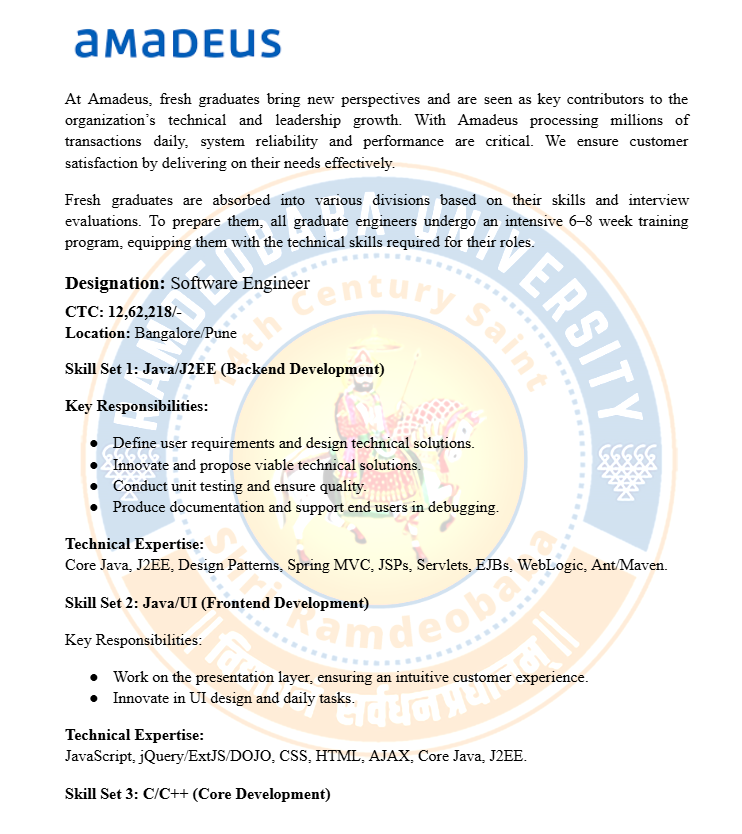 amadeus
At Amadeus, fresh graduates bring new perspectives and are seen as key contributors to the
organization's technical and leadership growth. With Amadeus processing millions of
transactions daily, system reliability and performance are critical. We ensure customer
satisfaction by delivering on their needs effectively.
Fresh graduates are absorbed into various divisions based on their skills and interview
evaluations. To prepare them, all graduate engineers undergo an intensive 6–8 week training
program, equipping them with the technical skills required for their roles.
Designation: Software Engineer
CTC: 12,62,218/-
Location: Bangalore/Pune
Skill Set 1: Java/J2EE (Backend Development)
Key Responsibilities:
● Define user requirements and design technical solutions.
● Innovate and propose viable technical solutions.
● Conduct unit testing and ensure quality.
● Produce documentation and support end users in debugging.
Technical Expertise:
Core Java, J2EE, Design Patterns, Spring MVC, JSPs, Servlets, EJBs, WebLogic, Ant/Maven.
Skill Set 2: Java/UI (Frontend Development)
Key Responsibilities:
● Work on the presentation layer, ensuring an intuitive customer experience.
● Innovate in UI design and daily tasks.
Technical Expertise:
JavaScript, jQuery/ExtJS/DOJO, CSS, HTML, AJAX, Core Java, J2EE.
Skill Set 3: C/C++ (Core Development)
RAMDEOBABA UNIVERSITY
14th Century Saint
Shri Ramdeobaba